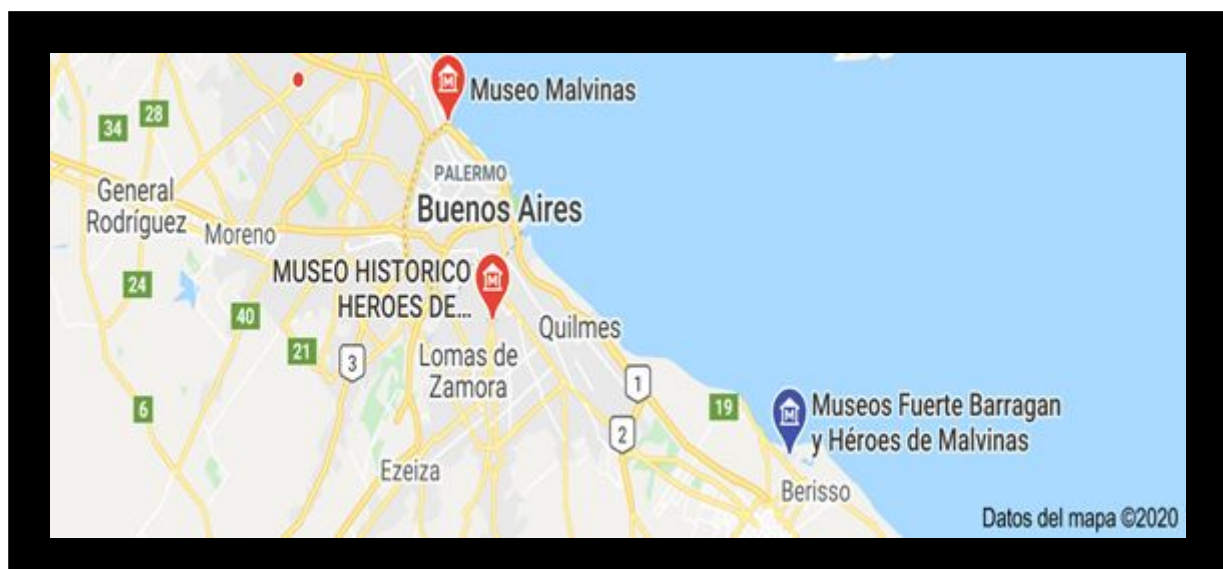 Museo Malvinas
28
34
PALERMO
General
Rodríguez
Buenos Aires
Moreno
MUSEO HISTORICO
HEROES DE...
24
40
Quilmes
21
3
Lomas de
Zamora
1
6
19
Museos Fuerte Barragan
y Héroes de Malvinas
2
Ezeiza
Berisso
Datos del mapa ©2020